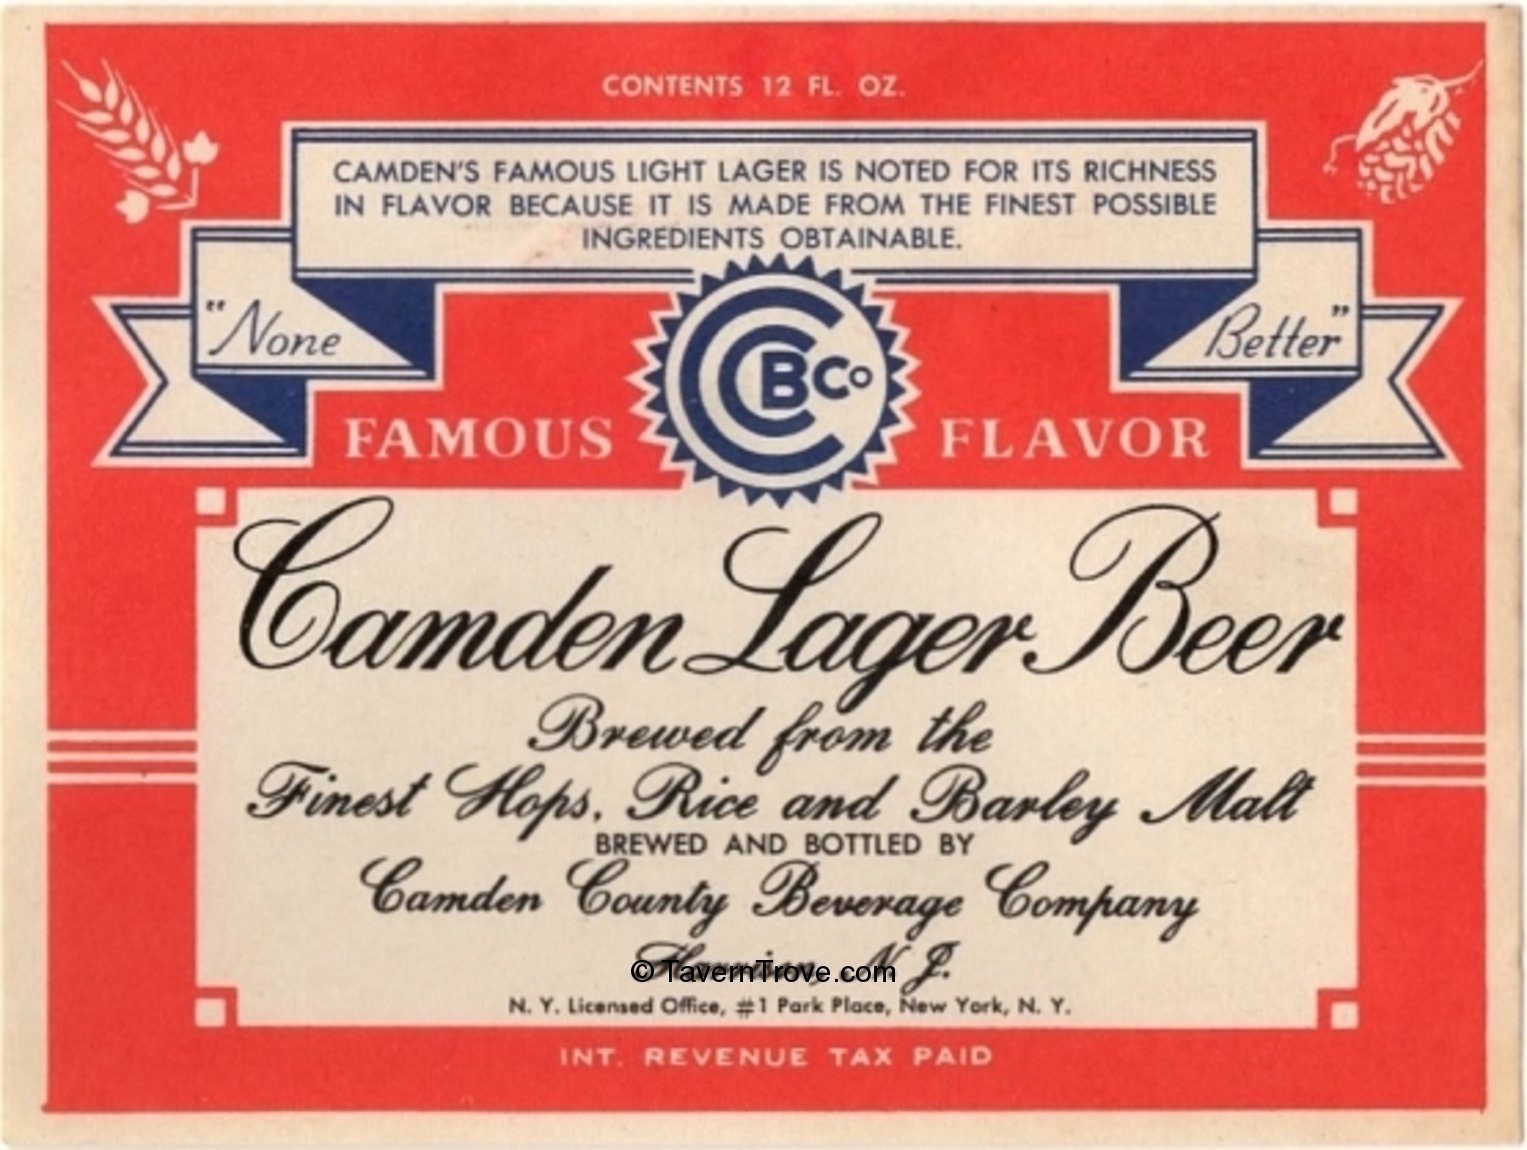 CONTENTS 12 FL. OZ.
CAMDEN'S FAMOUS LIGHT LAGER IS NOTED FOR ITS RICHNESS
IN FLAVOR BECAUSE IT IS MADE FROM THE FINEST POSSIBLE
INGREDIENTS OBTAINABLE.
"None Better"
CCBCo
FAMOUS FLAVOR
Camden Lager Beer
Brewed from the
Finest Hops, Rice and Barley Malt
BREWED AND BOTTLED BY
Camden County Beverage Company
Harrison, N. J.
© TavernTrove.com
N. Y. Licensed Office, #1 Park Place, New York, N. Y.
INT. REVENUE TAX PAID